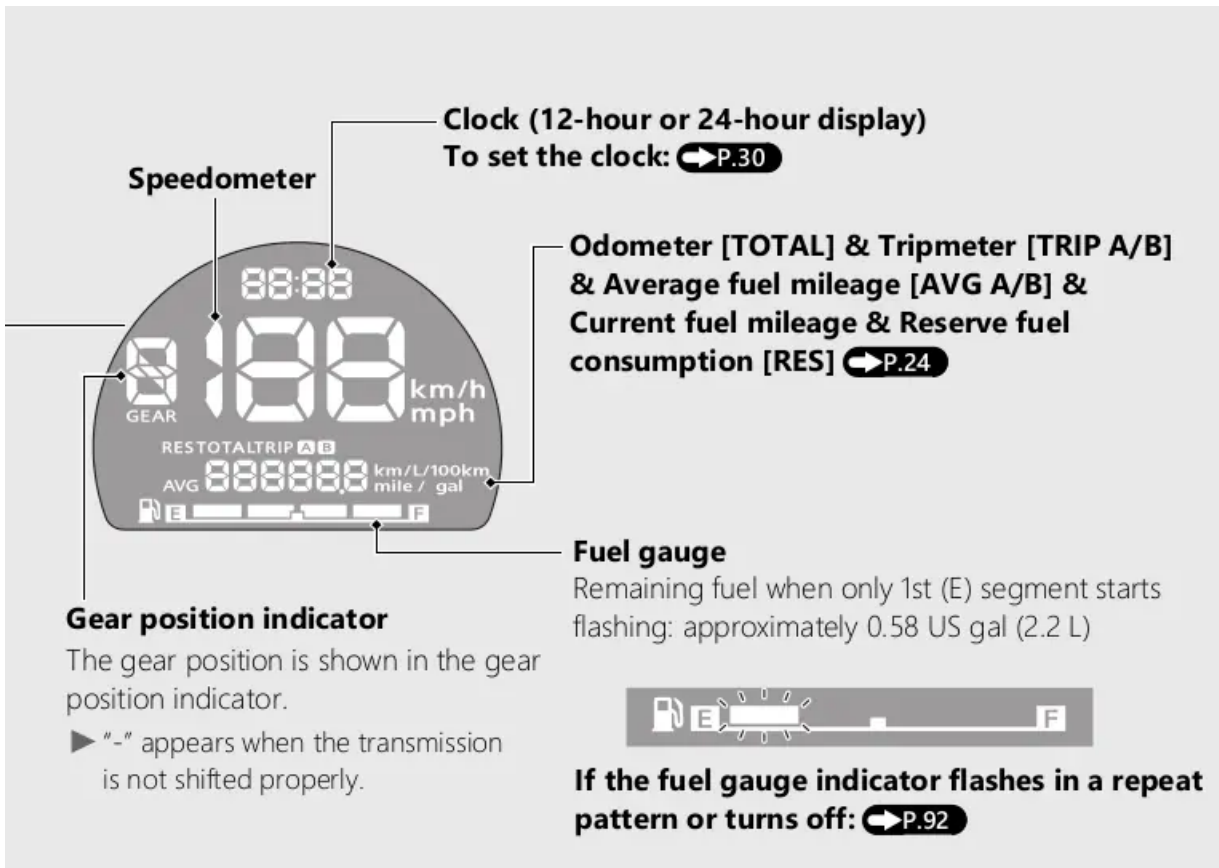 Clock (12-hour or 24-hour display)
To set the clock: P.30
Speedometer
Odometer [TOTAL] & Tripmeter [TRIP A/B]
& Average fuel mileage [AVG A/B] &
Current fuel mileage & Reserve fuel
consumption [RES] P.24
88:88
8
188
km/h
mph
GEAR
RES TOTAL TRIP A B
AVG 888888.8 km/L/100km
mile / gal
E F
Fuel gauge
Remaining fuel when only 1st (E) segment starts
flashing: approximately 0.58 US gal (2.2 L)
Gear position indicator
The gear position is shown in the gear
position indicator.
▶ "-" appears when the transmission
is not shifted properly.
E F
If the fuel gauge indicator flashes in a repeat
pattern or turns off: P.92